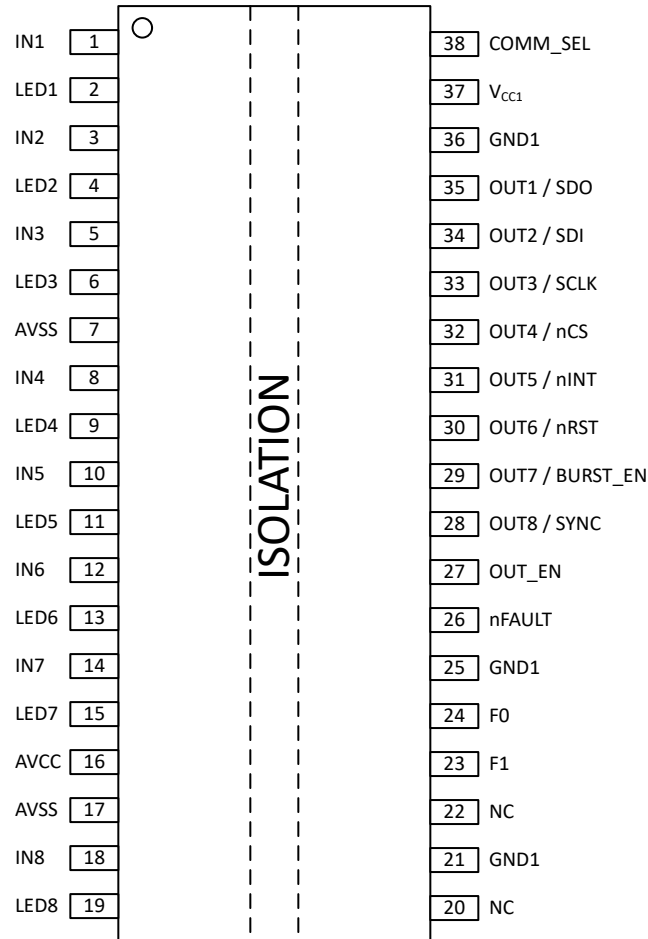 IN1 1 38 COMM_SEL
LED1 2 37 VCC1
IN2 3 36 GND1
LED2 4 35 OUT1 / SDO
IN3 5 34 OUT2 / SDI
LED3 6 33 OUT3 / SCLK
AVSS 7 32 OUT4 / nCS
IN4 8 31 OUT5 / nINT
LED4 9 30 OUT6 / nRST
IN5 10 29 OUT7 / BURST_EN
LED5 11 28 OUT8 / SYNC
IN6 12 27 OUT_EN
LED6 13 26 nFAULT
IN7 14 25 GND1
LED7 15 24 F0
AVCC 16 23 F1
AVSS 17 22 NC
IN8 18 21 GND1
LED8 19 20 NC
ISOLATION